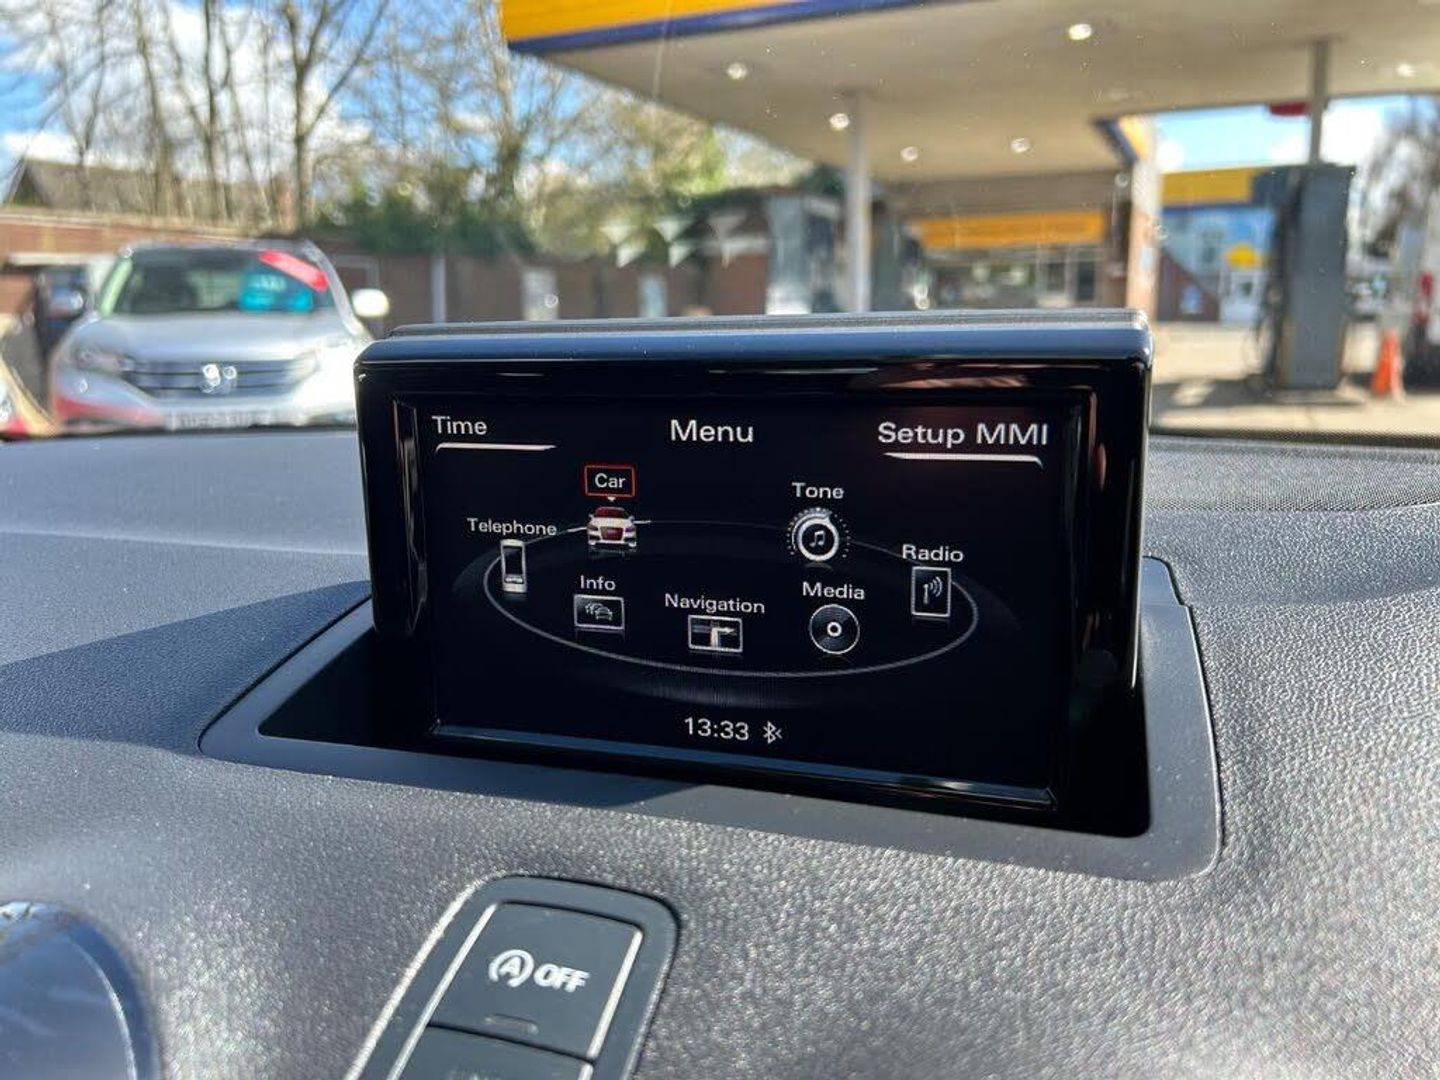 Time
Menu
Setup MMI
Car
Tone
Telephone
Radio
Info
Media
Navigation
13:33
A OFF